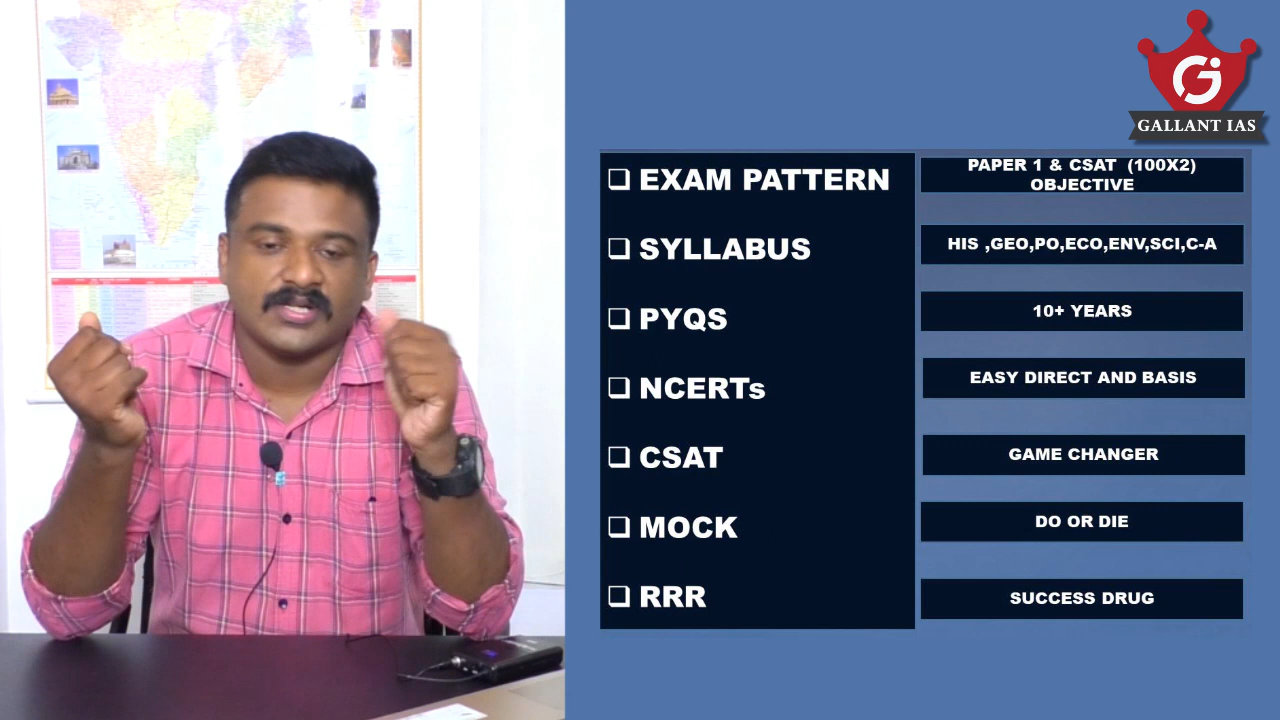 GALLANT IAS
❑ EXAM PATTERN
PAPER 1 & CSAT (100X2)
OBJECTIVE
❑ SYLLABUS
HIS ,GEO,PO,ECO,ENV,SCI,C-A
❑ PYQS
10+ YEARS
❑ NCERTs
EASY DIRECT AND BASIS
❑ CSAT
GAME CHANGER
❑ MOCK
DO OR DIE
❑ RRR
SUCCESS DRUG